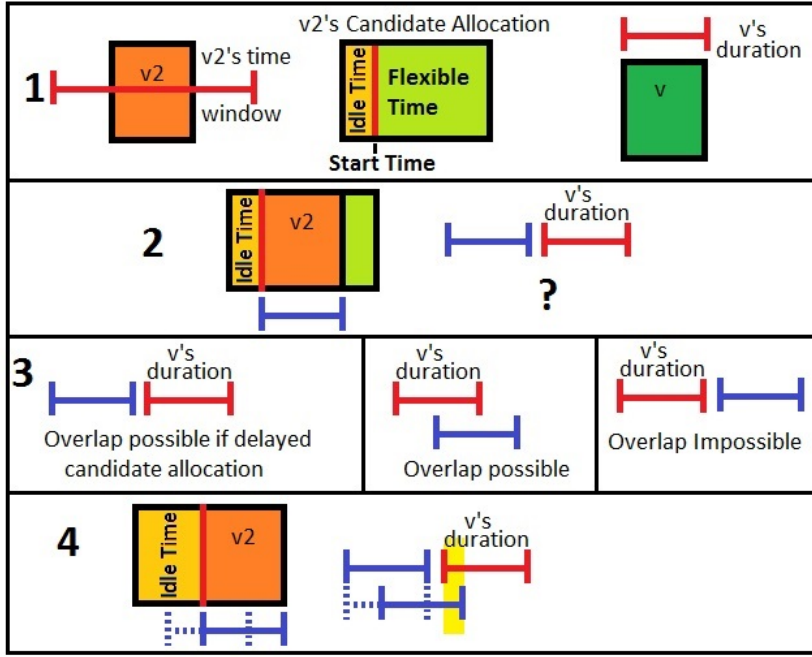 1
v2
v2's time
window
v2's Candidate Allocation
Idle Time
Flexible
Time
Start Time
v's
duration
v
2
Idle Time
v2
v's
duration
?
3
v's
duration
Overlap possible if delayed
candidate allocation
v's
duration
Overlap possible
v's
duration
Overlap Impossible
4
Idle Time
v2
v's
duration